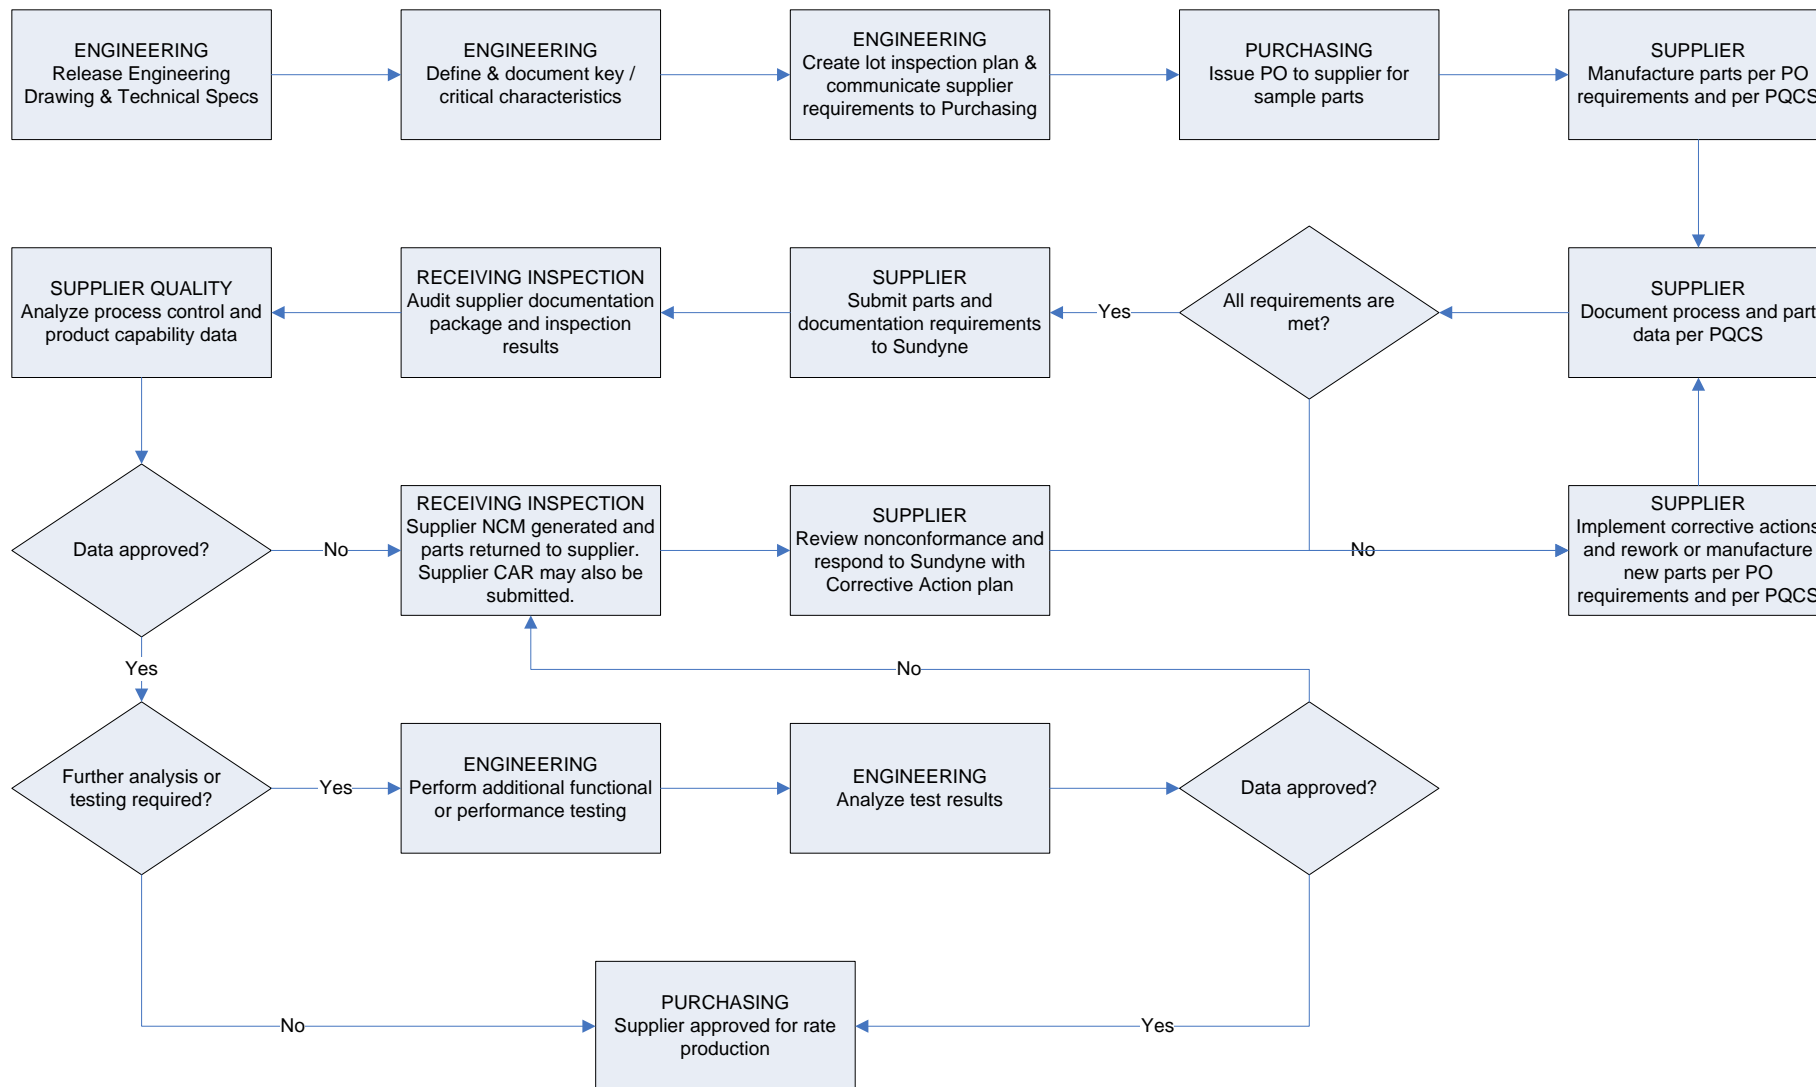 ENGINEERING
Release Engineering
Drawing & Technical Specs
ENGINEERING
Define & document key /
critical characteristics
ENGINEERING
Create lot inspection plan &
communicate supplier
requirements to Purchasing
PURCHASING
Issue PO to supplier for
sample parts
SUPPLIER
Manufacture parts per PO
requirements and per PQCS
SUPPLIER QUALITY
Analyze process control and
product capability data
RECEIVING INSPECTION
Audit supplier documentation
package and inspection
results
SUPPLIER
Submit parts and
documentation requirements
to Sundyne
Yes
All requirements are
met?
SUPPLIER
Document process and part
data per PQCS
Data approved?
No
RECEIVING INSPECTION
Supplier NCM generated and
parts returned to supplier.
Supplier CAR may also be
submitted.
SUPPLIER
Review nonconformance and
respond to Sundyne with
Corrective Action plan
No
SUPPLIER
Implement corrective actions
and rework or manufacture
new parts per PO
requirements and per PQCS
Yes
No
Further analysis or
testing required?
Yes
ENGINEERING
Perform additional functional
or performance testing
ENGINEERING
Analyze test results
Data approved?
No
PURCHASING
Supplier approved for rate
production
Yes